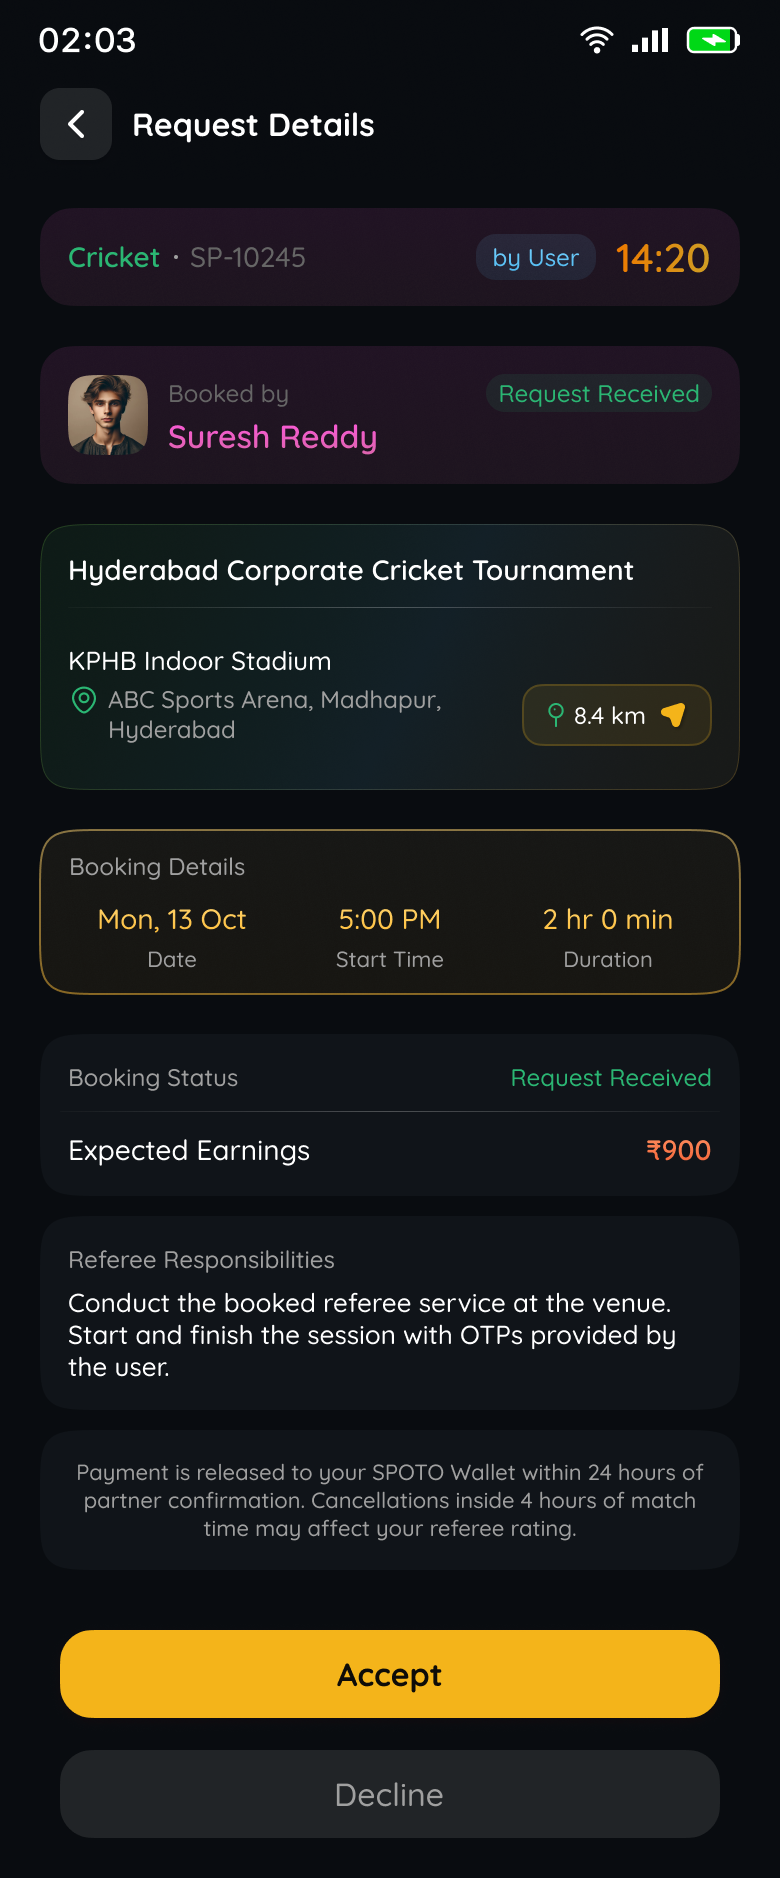 02:03
Request Details
Cricket · SP-10245 by User 14:20
Booked by Request Received
Suresh Reddy
Hyderabad Corporate Cricket Tournament
KPHB Indoor Stadium
ABC Sports Arena, Madhapur,
Hyderabad
8.4 km
Booking Details
Mon, 13 Oct 5:00 PM 2 hr 0 min
Date Start Time Duration
Booking Status Request Received
Expected Earnings ₹900
Referee Responsibilities
Conduct the booked referee service at the venue.
Start and finish the session with OTPs provided by
the user.
Payment is released to your SPOTO Wallet within 24 hours of
partner confirmation. Cancellations inside 4 hours of match
time may affect your referee rating.
Accept
Decline